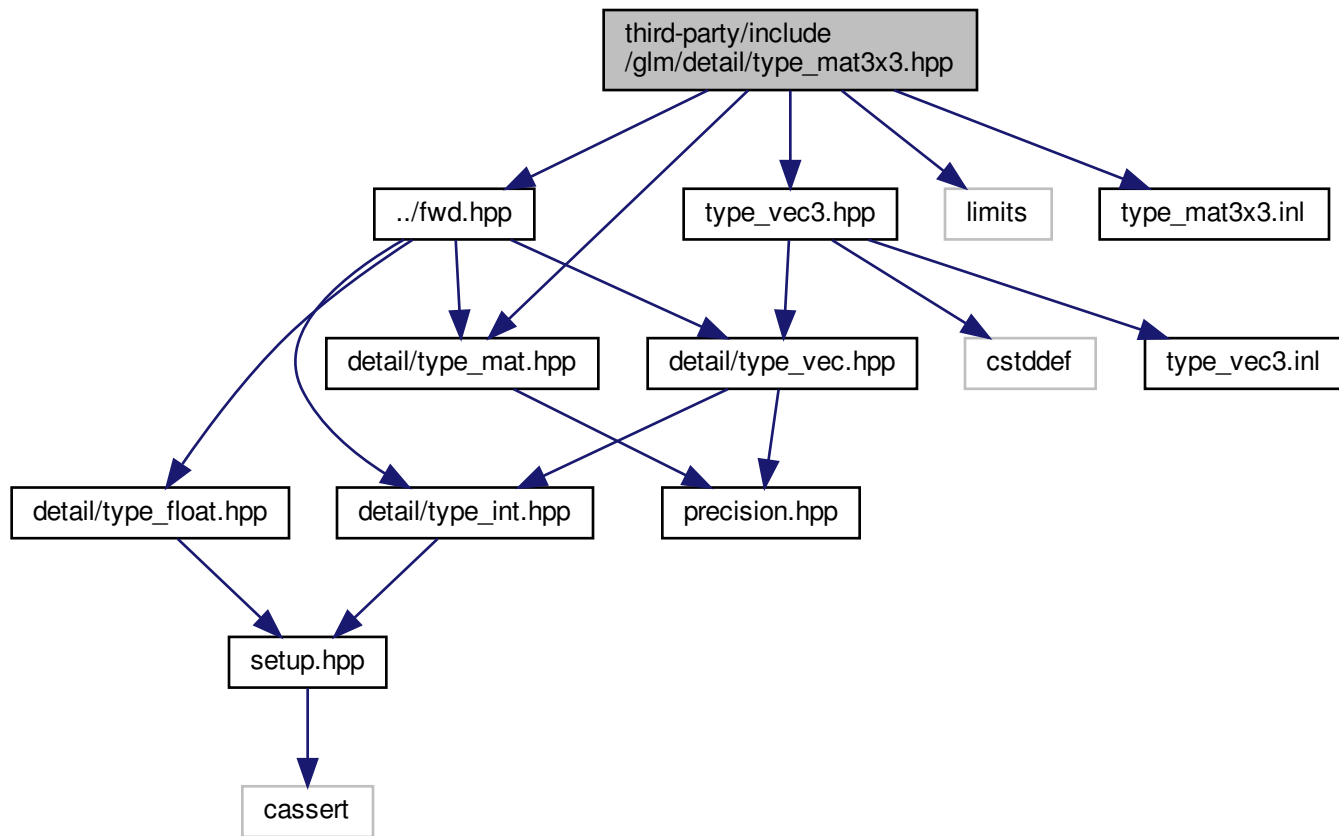 third-party/include
/glm/detail/type_mat3x3.hpp
../fwd.hpp
type_vec3.hpp
limits
type_mat3x3.inl
detail/type_mat.hpp
detail/type_vec.hpp
cstddef
type_vec3.inl
detail/type_float.hpp
detail/type_int.hpp
precision.hpp
setup.hpp
cassert